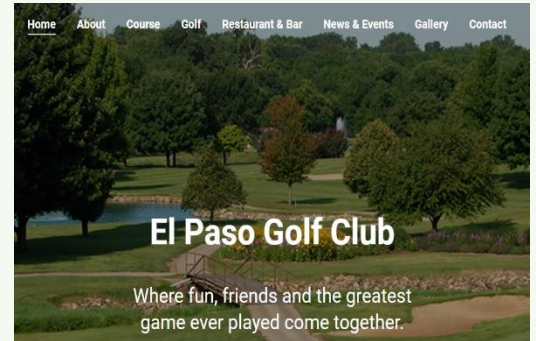 Home About Course Golf Restaurant & Bar News & Events Gallery Contact
El Paso Golf Club
Where fun, friends and the greatest
game ever played come together.